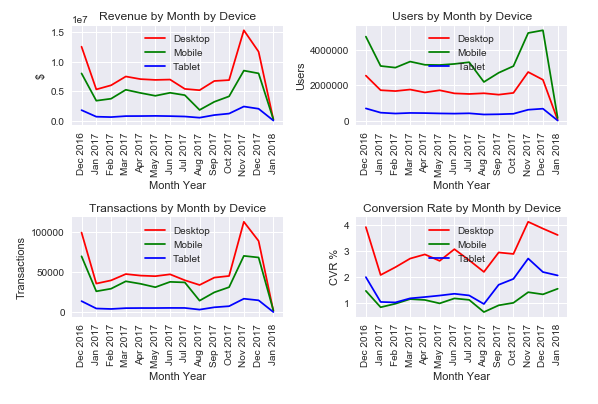 Revenue by Month by Device
1e7
1.5
1.0
0.5
0.0
$
Desktop
Mobile
Tablet
Dec 2016
Jan 2017
Feb 2017
Mar 2017
Apr 2017
May 2017
Jun 2017
Jul 2017
Aug 2017
Sep 2017
Oct 2017
Nov 2017
Dec 2017
Jan 2018
Month Year
Users by Month by Device
4000000
2000000
0
Users
Desktop
Mobile
Tablet
Dec 2016
Jan 2017
Feb 2017
Mar 2017
Apr 2017
May 2017
Jun 2017
Jul 2017
Aug 2017
Sep 2017
Oct 2017
Nov 2017
Dec 2017
Jan 2018
Month Year
Transactions by Month by Device
100000
50000
0
Transactions
Desktop
Mobile
Tablet
Dec 2016
Jan 2017
Feb 2017
Mar 2017
Apr 2017
May 2017
Jun 2017
Jul 2017
Aug 2017
Sep 2017
Oct 2017
Nov 2017
Dec 2017
Jan 2018
Month Year
Conversion Rate by Month by Device
4
3
2
1
CVR %
Desktop
Mobile
Tablet
Dec 2016
Jan 2017
Feb 2017
Mar 2017
Apr 2017
May 2017
Jun 2017
Jul 2017
Aug 2017
Sep 2017
Oct 2017
Nov 2017
Dec 2017
Jan 2018
Month Year